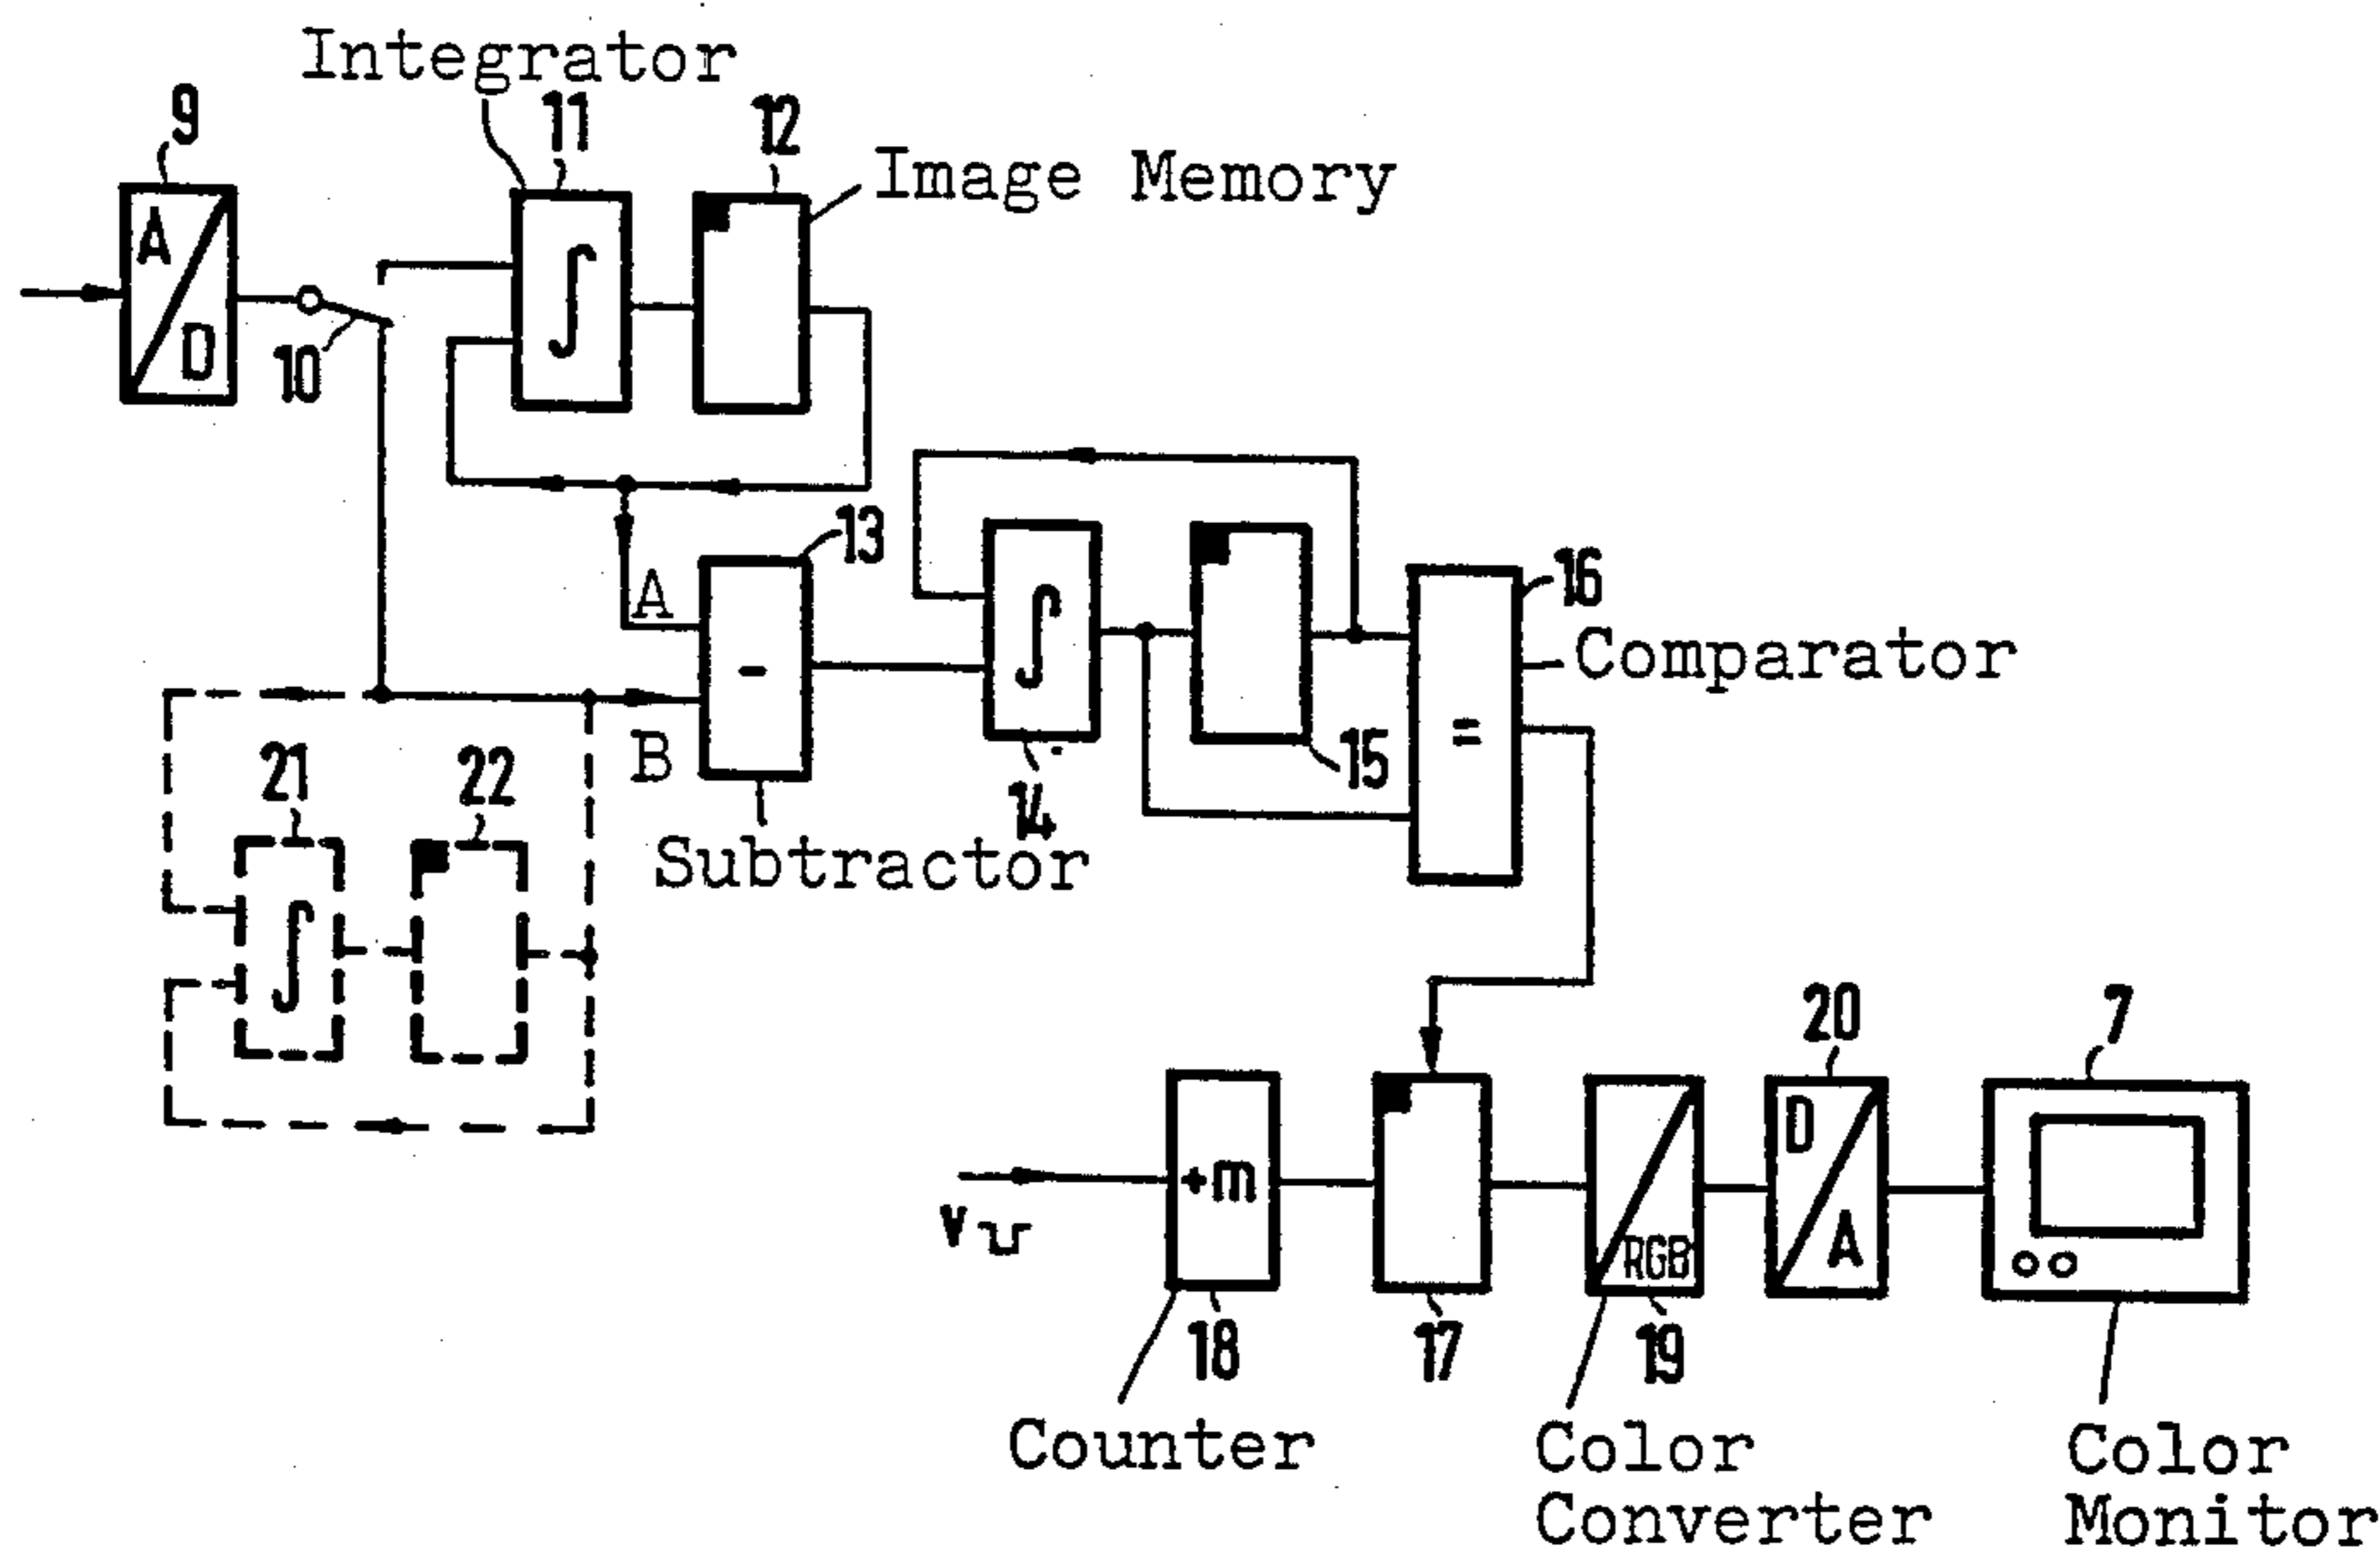 Integrator
9
11
12
Image Memory
A
D
∫
10
13
A
-
B
∫
14
15
16
=
Comparator
Subtractor
21
22
∫
20
7
V
+m
RGB
D
A
18
17
19
Counter
Color
Converter
Color
Monitor